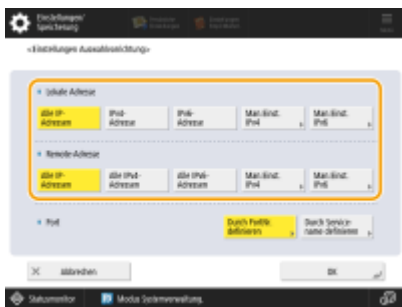 Einstellungen/
Speicherung
<Einstellungen Auswahlvorrichtung>
Lokale Adresse
Alle IP-
Adressen
IPv4-
Adresse
IPv6-
Adresse
Man. Einst.
IPv4
Man. Einst.
IPv6
Remote-Adresse
Alle IP-
Adressen
Alle IPv4-
Adressen
Alle IPv6-
Adressen
Man. Einst.
IPv4
Man. Einst.
IPv6
Port
Durch PortNr.
definieren
Durch Service-
name definieren
Abbrechen
OK
Statusmonitor
Modus Systemverwaltung.